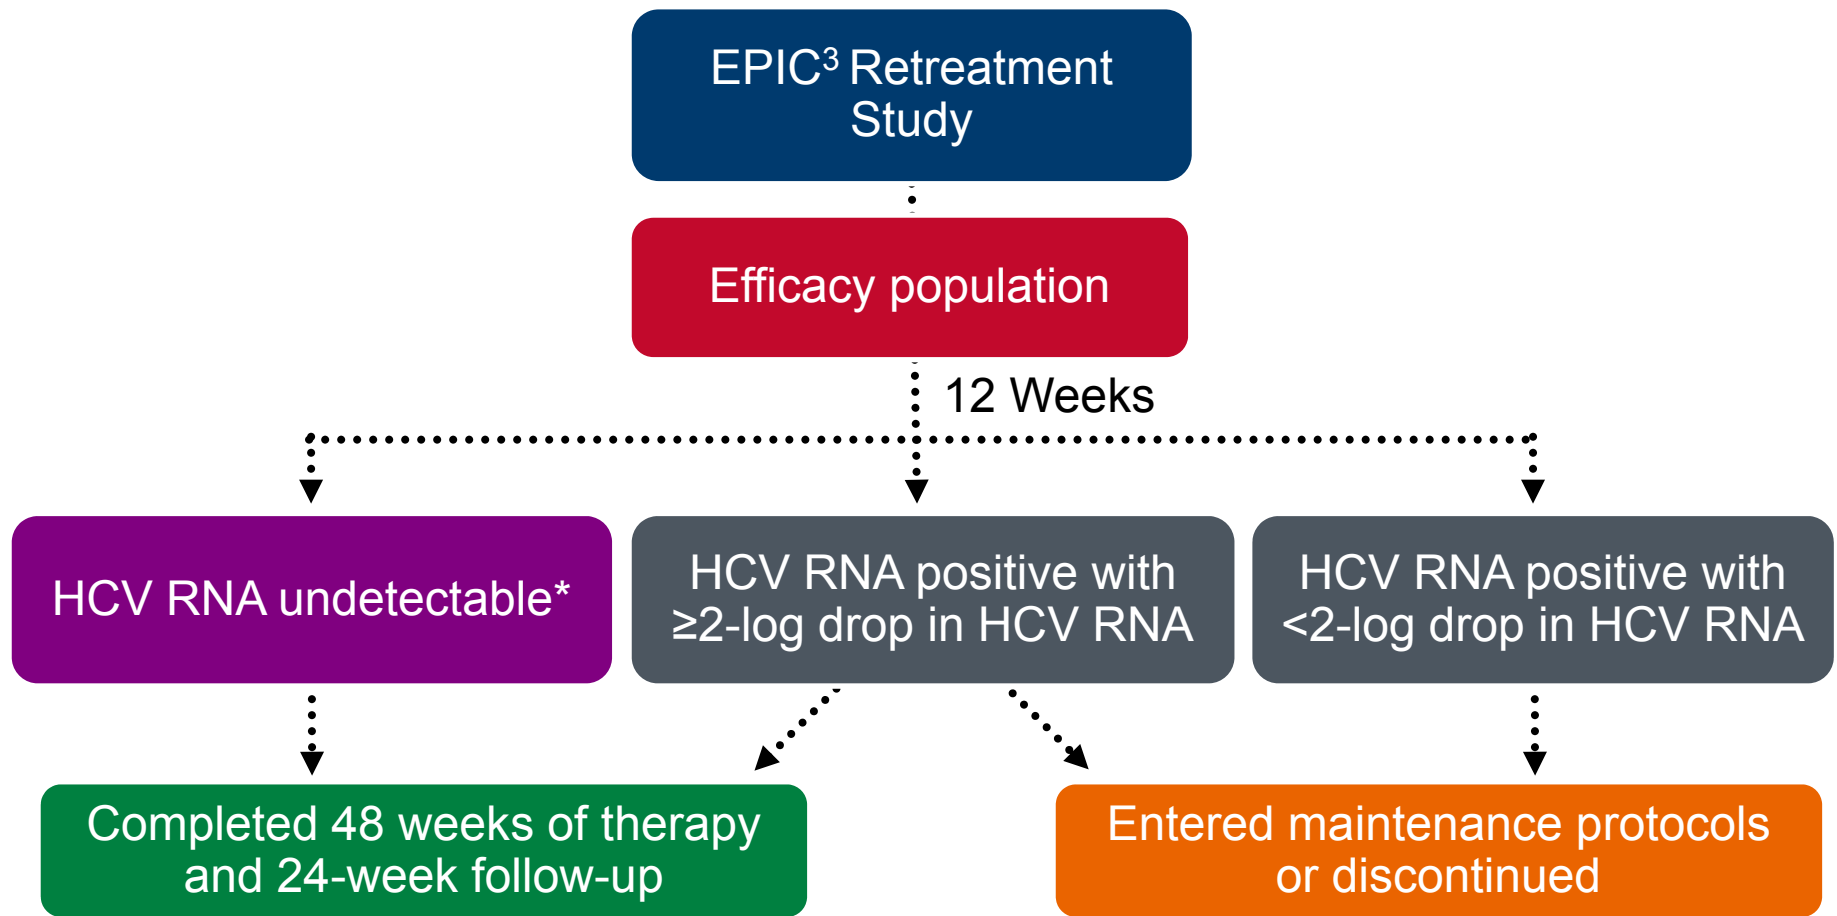 EPIC³ Retreatment
Study
Efficacy population
12 Weeks
HCV RNA undetectable*
HCV RNA positive with
≥2-log drop in HCV RNA
HCV RNA positive with
<2-log drop in HCV RNA
Completed 48 weeks of therapy
and 24-week follow-up
Entered maintenance protocols
or discontinued